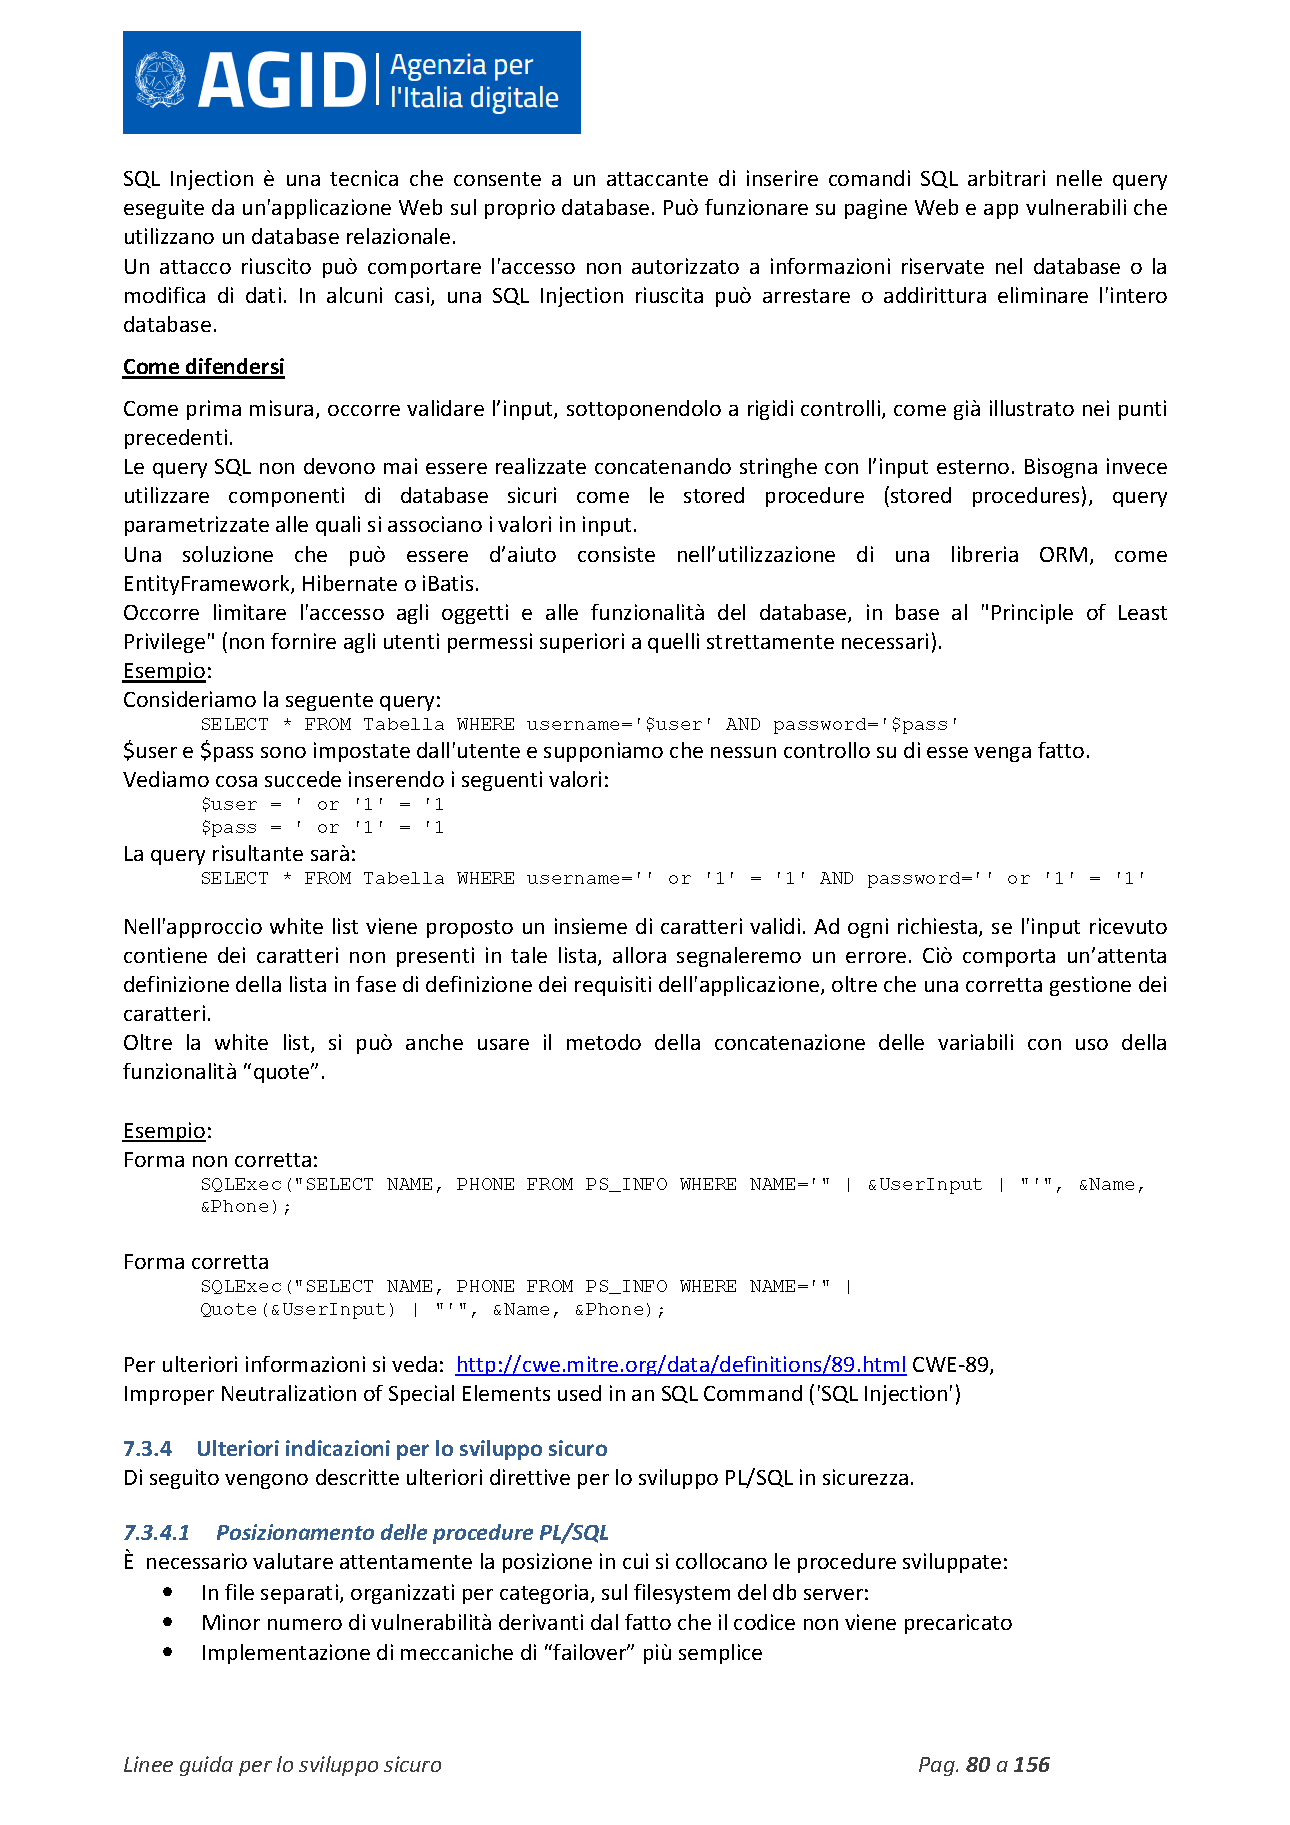 AGID Agenzia per
l'Italia digitale
SQL Injection è una tecnica che consente a un attaccante di inserire comandi SQL arbitrari nelle query
eseguite da un'applicazione Web sul proprio database. Può funzionare su pagine Web e app vulnerabili che
utilizzano un database relazionale.
Un attacco riuscito può comportare l'accesso non autorizzato a informazioni riservate nel database o la
modifica di dati. In alcuni casi, una SQL Injection riuscita può arrestare o addirittura eliminare l'intero
database.
Come difendersi
Come prima misura, occorre validare l’input, sottoponendolo a rigidi controlli, come già illustrato nei punti
precedenti.
Le query SQL non devono mai essere realizzate concatenando stringhe con l’input esterno. Bisogna invece
utilizzare componenti di database sicuri come le stored procedure (stored procedures), query
parametrizzate alle quali si associano i valori in input.
Una soluzione che può essere d’aiuto consiste nell’utilizzazione di una libreria ORM, come
EntityFramework, Hibernate o iBatis.
Occorre limitare l'accesso agli oggetti e alle funzionalità del database, in base al "Principle of Least
Privilege" (non fornire agli utenti permessi superiori a quelli strettamente necessari).
Esempio:
Consideriamo la seguente query:
SELECT * FROM Tabella WHERE username='$user' AND password='$pass'
$user e $pass sono impostate dall'utente e supponiamo che nessun controllo su di esse venga fatto.
Vediamo cosa succede inserendo i seguenti valori:
$user = ' or '1' = '1
$pass = ' or '1' = '1
La query risultante sarà:
SELECT * FROM Tabella WHERE username='' or '1' = '1' AND password='' or '1' = '1'
Nell'approccio white list viene proposto un insieme di caratteri validi. Ad ogni richiesta, se l'input ricevuto
contiene dei caratteri non presenti in tale lista, allora segnaleremo un errore. Ciò comporta un’attenta
definizione della lista in fase di definizione dei requisiti dell'applicazione, oltre che una corretta gestione dei
caratteri.
Oltre la white list, si può anche usare il metodo della concatenazione delle variabili con uso della
funzionalità “quote”.
Esempio:
Forma non corretta:
SQLExec("SELECT NAME, PHONE FROM PS_INFO WHERE NAME='" | &UserInput | "'", &Name,
&Phone);
Forma corretta
SQLExec("SELECT NAME, PHONE FROM PS_INFO WHERE NAME='" |
Quote(&UserInput) | "'", &Name, &Phone);
Per ulteriori informazioni si veda: http://cwe.mitre.org/data/definitions/89.html CWE-89,
Improper Neutralization of Special Elements used in an SQL Command ('SQL Injection')
7.3.4 Ulteriori indicazioni per lo sviluppo sicuro
Di seguito vengono descritte ulteriori direttive per lo sviluppo PL/SQL in sicurezza.
7.3.4.1 Posizionamento delle procedure PL/SQL
È necessario valutare attentamente la posizione in cui si collocano le procedure sviluppate:
• In file separati, organizzati per categoria, sul filesystem del db server:
• Minor numero di vulnerabilità derivanti dal fatto che il codice non viene precaricato
• Implementazione di meccaniche di “failover” più semplice
Linee guida per lo sviluppo sicuro Pag. 80 a 156